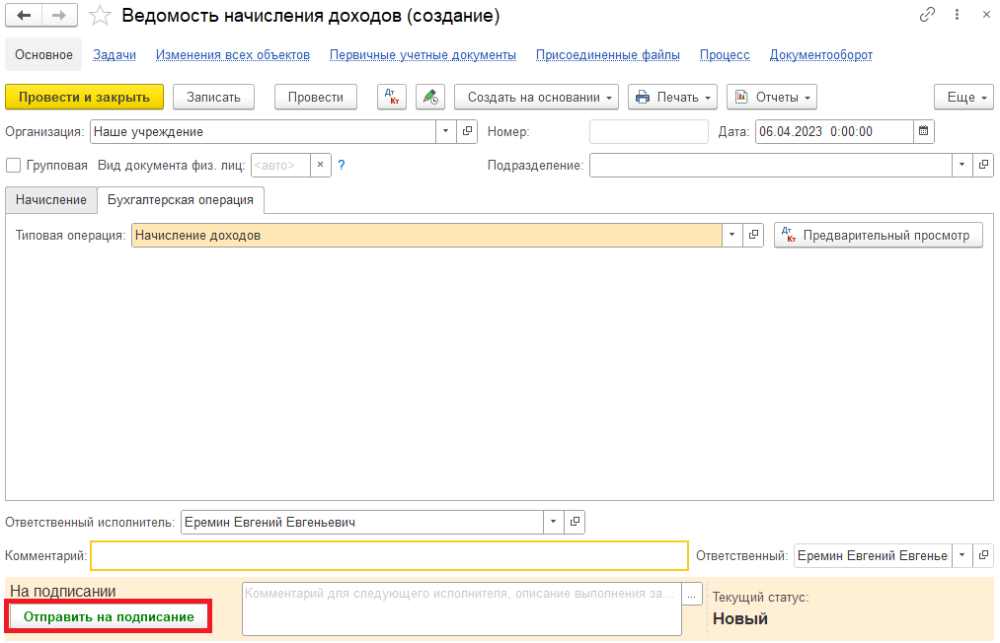 Ведомость начисления доходов (создание)
Основное Задачи Изменения всех объектов Первичные учетные документы Присоединенные файлы Процесс Документооборот
Провести и закрыть Записать Провести Дт Кт Создать на основании Печать Отчеты Еще
Организация: Наше учреждение Номер: Дата: 06.04.2023 0:00:00
Групповая Вид документа физ. лиц: <авто> × ? Подразделение:
Начисление Бухгалтерская операция
Типовая операция: Начисление доходов Дт Кт Предварительный просмотр
Ответственный исполнитель: Еремин Евгений Евгеньевич
Комментарий: Ответственный: Еремин Евгений Евгенье
На подписании Комментарий для следующего исполнителя, описание выполнения за... ... Текущий статус:
Отправить на подписание Новый